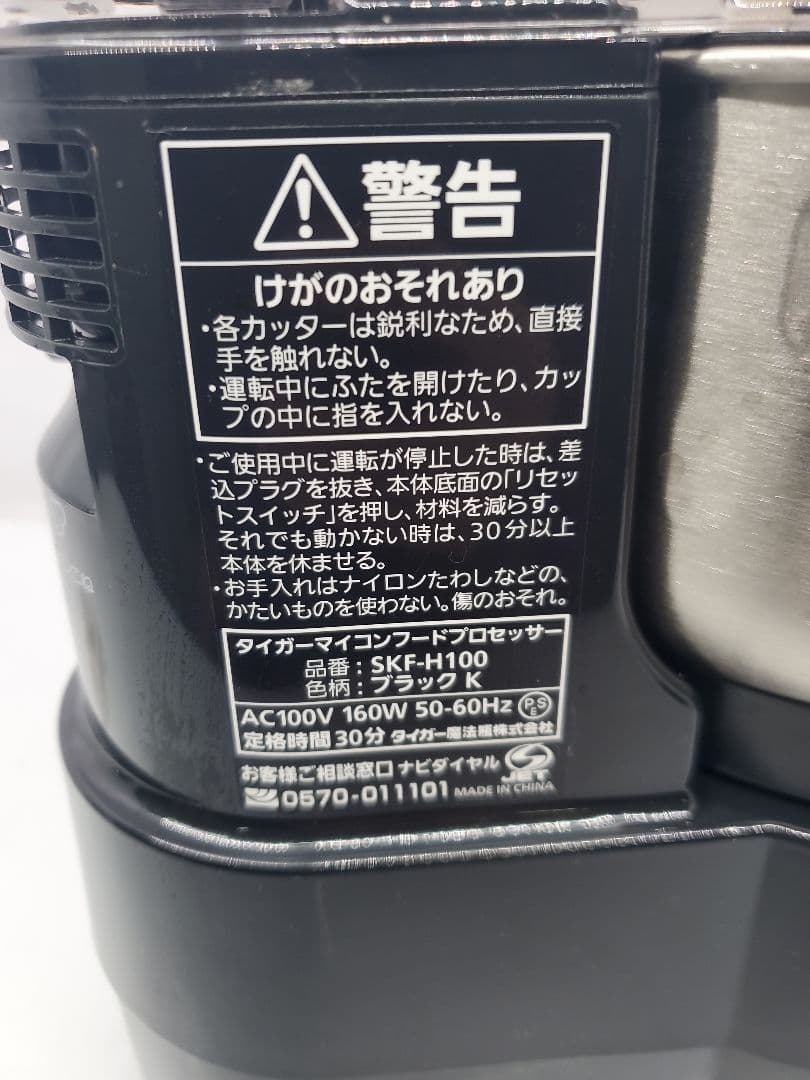 警告
けがのおそれあり
・各カッターは鋭利なため、直接
手を触れない。
・運転中にふたを開けたり、カッ
プの中に指を入れない。
・ご使用中に運転が停止した時は、差
込プラグを抜き、本体底面の「リセッ
トスイッチ」を押し、材料を減らす。
それでも動かない時は、30分以上
本体を休ませる。
・お手入れはナイロンたわしなどの、
かたいものを使わない。傷のおそれ。
タイガーマイコンフードプロセッサー
品番：SKF-H100
色柄：ブラック K
AC100V 160W 50-60Hz PSE
定格時間30分 タイガー魔法瓶株式会社
お客様ご相談窓口 ナビダイヤル JET
0570-011101 MADE IN CHINA